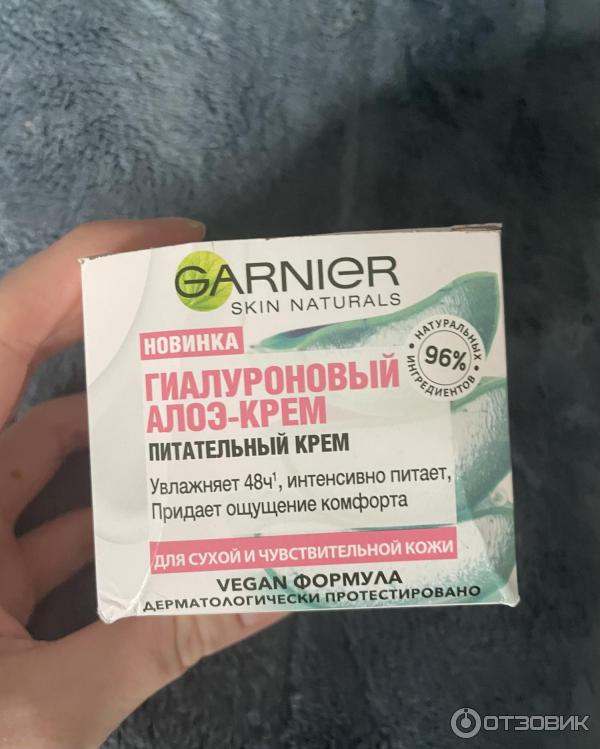 GARNIER
SKIN NATURALS
НОВИНКА
ГИАЛУРОНОВЫЙ
АЛОЭ-КРЕМ
ПИТАТЕЛЬНЫЙ КРЕМ
• НАТУРАЛЬНЫХ •
96%
ИНГРЕДИЕНТОВ
Увлажняет 48ч¹, интенсивно питает,
Придает ощущение комфорта
ДЛЯ СУХОЙ И ЧУВСТВИТЕЛЬНОЙ КОЖИ
VEGAN ФОРМУЛА
ДЕРМАТОЛОГИЧЕСКИ ПРОТЕСТИРОВАНО
ОТЗОВИК